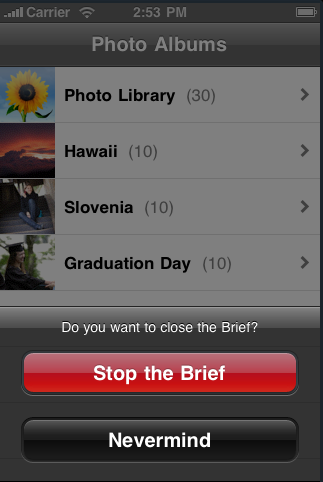 Carrier 2:53 PM
Photo Albums
Photo Library (30)
Hawaii (10)
Slovenia (10)
Graduation Day (10)
Do you want to close the Brief?
Stop the Brief
Nevermind